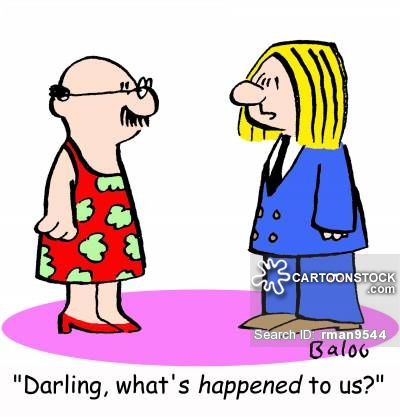 CARTOONSTOCK
.com
Search ID: rman9544
Baloo
"Darling, what's happened to us?"